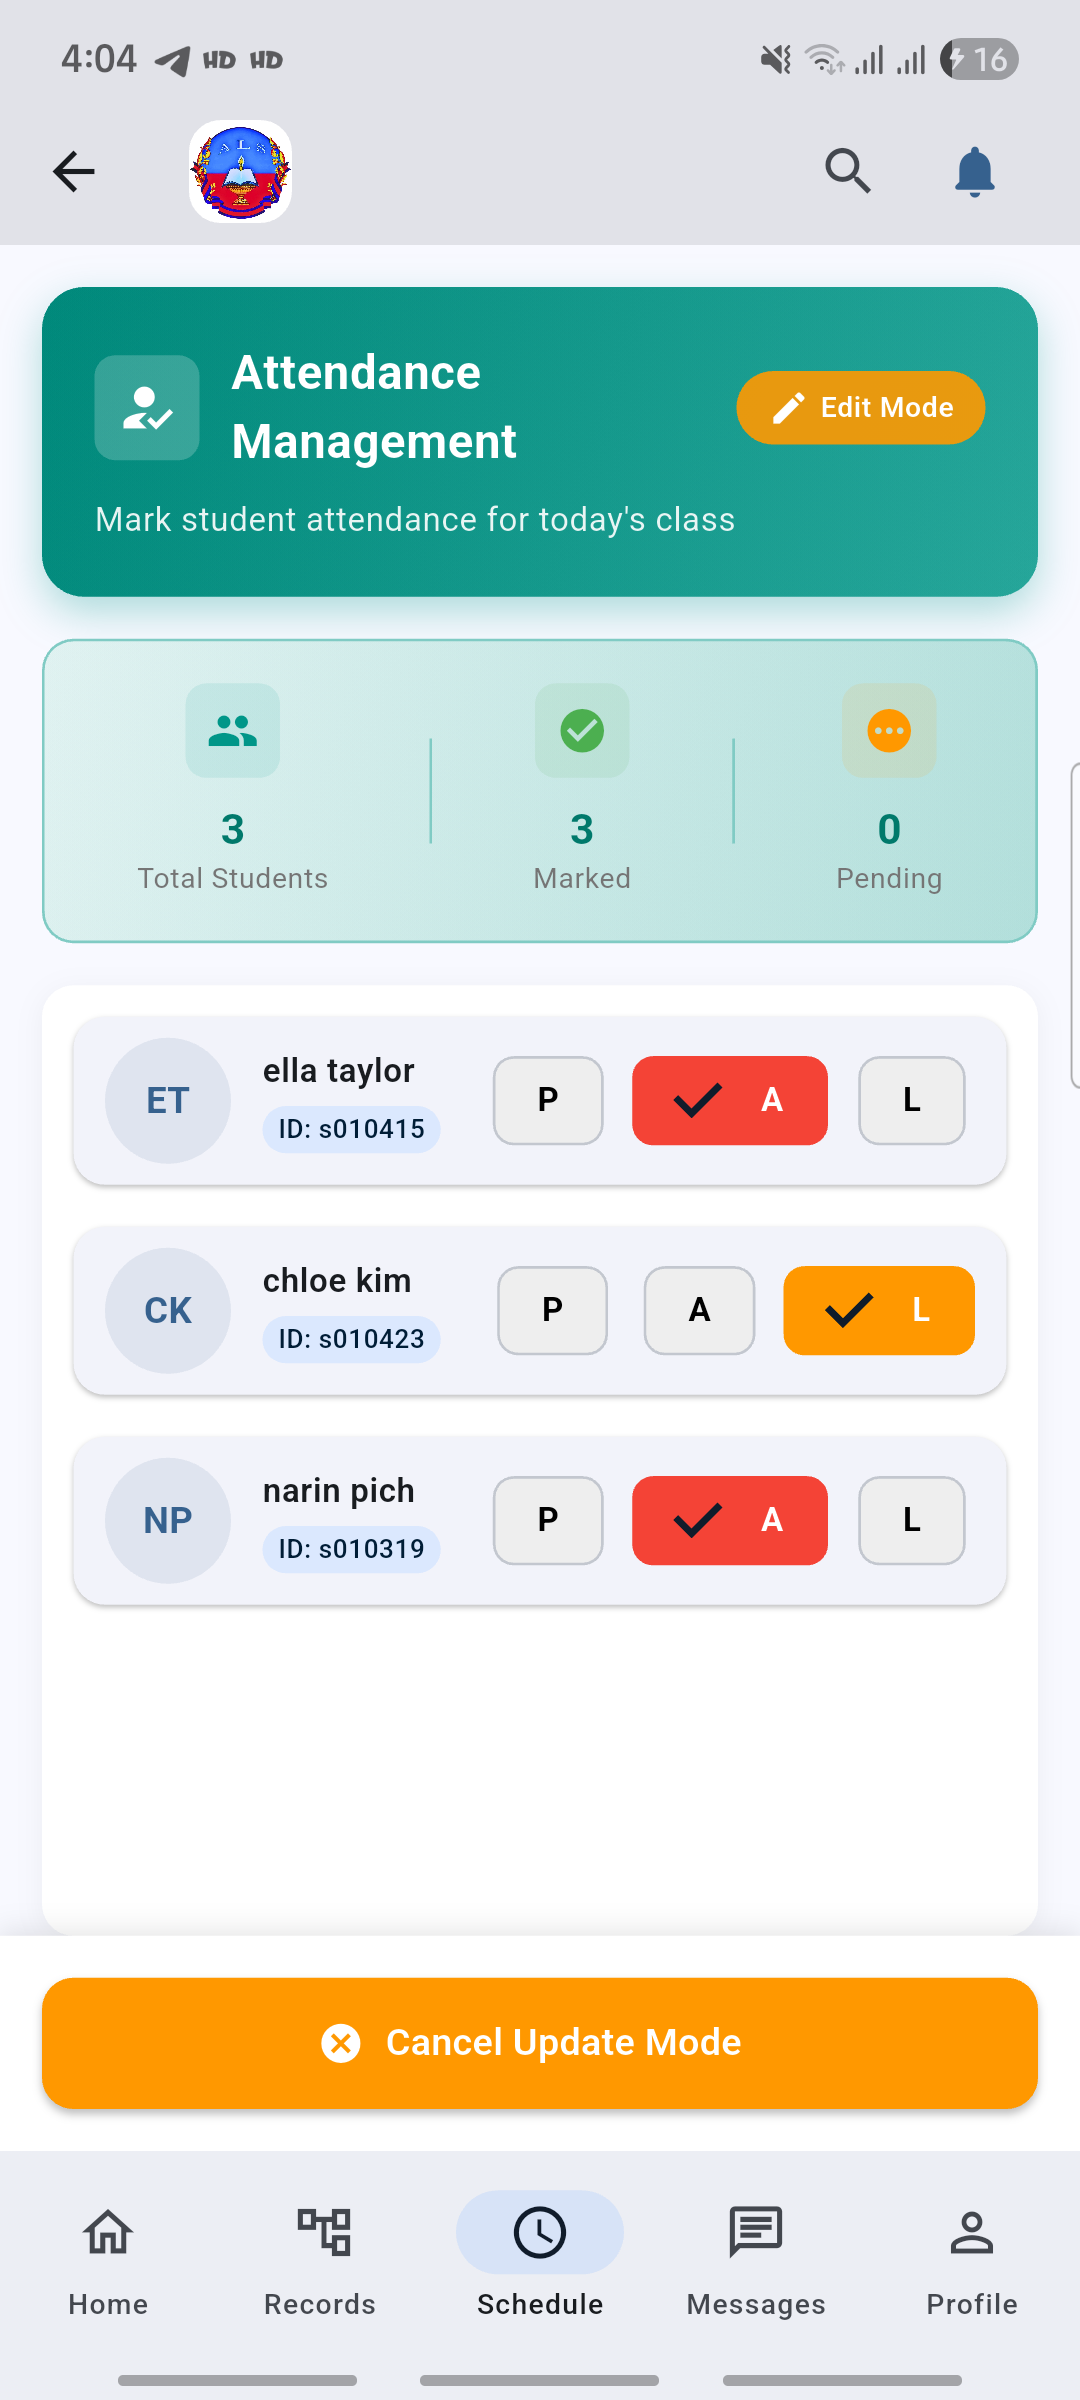 4:04 HD HD 16
A L S
Attendance
Management
Edit Mode
Mark student attendance for today's class
3 3 0
Total Students Marked Pending
ET ella taylor P A L
ID: s010415
CK chloe kim P A L
ID: s010423
NP narin pich P A L
ID: s010319
Cancel Update Mode
Home Records Schedule Messages Profile